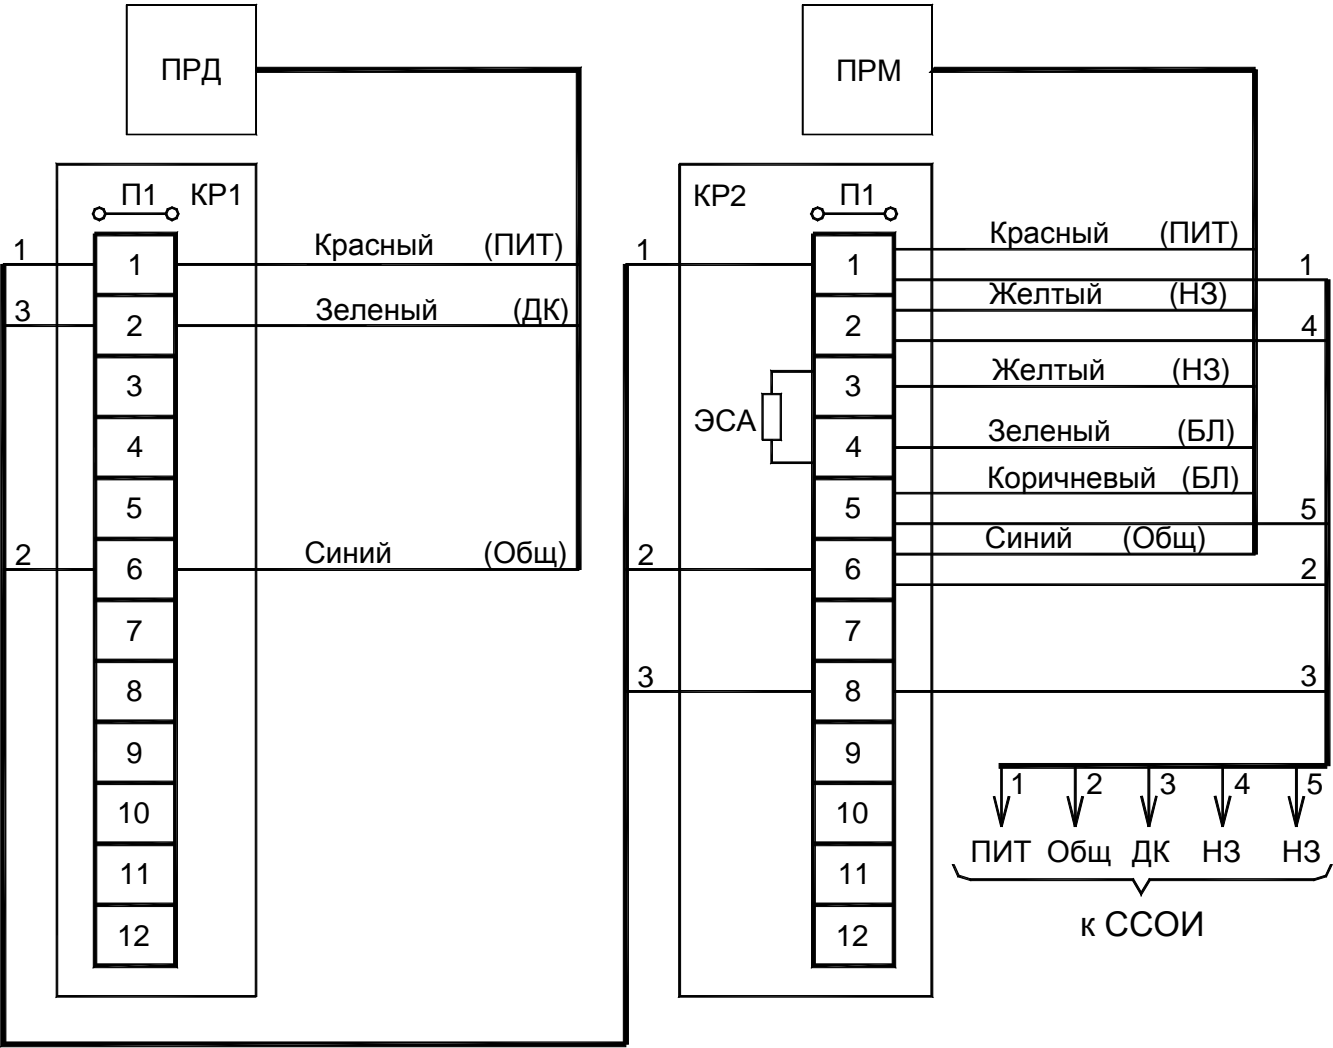 ПРД
ПРМ
П1 КР1
КР2 П1
1 1 Красный (ПИТ)
3 2 Зеленый (ДК)
3
4
5
2 6 Синий (Общ)
7
8
9
10
11
12
1 1 Красный (ПИТ) 1
Желтый (НЗ)
2 4
3 Желтый (НЗ)
ЭСА
4 Зеленый (БЛ)
Коричневый (БЛ)
5 5
Синий (Общ)
2 6 2
7
3 8 3
9
10
11
12
1 2 3 4 5
ПИТ Общ ДК НЗ НЗ
к ССОИ